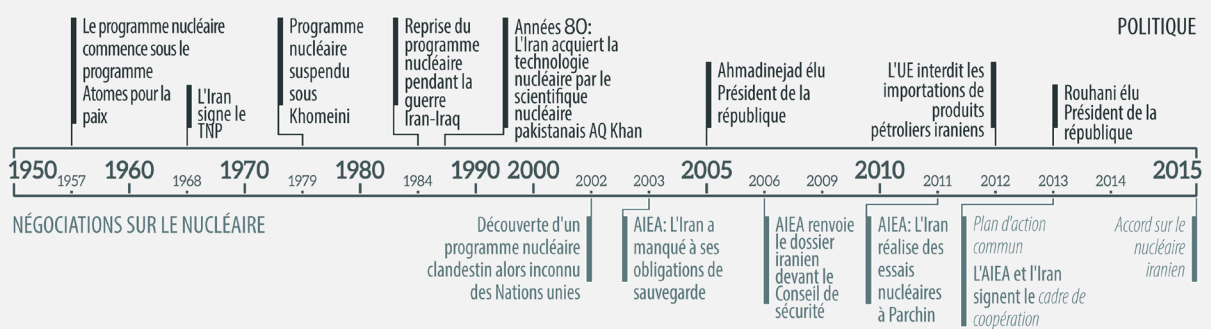 Le programme nucléaire
commence sous le
programme
Atomes pour la
paix
L'Iran
signe le
TNP
Programme
nucléaire
suspendu
sous
Khomeini
Reprise du
programme
nucléaire
pendant la
guerre
Iran-Iraq
Années 80:
L'Iran acquiert la
technologie
nucléaire par le
scientifique
nucléaire
pakistanais AQ Khan
Ahmadinejad élu
Président de la
république
L'UE interdit les
importations de
produits
pétroliers iraniens
POLITIQUE
Rouhani élu
Président de la
république
1950 1957 1960 1968 1970 1979 1980 1984 1990 2000 2002 2003 2005 2006 2009 2010 2011 2012 2013 2014 2015
NÉGOCIATIONS SUR LE NUCLÉAIRE
Découverte d'un
programme nucléaire
clandestin alors inconnu
des Nations unies
AIEA: L'Iran a
manqué à ses
obligations de
sauvegarde
AIEA renvoie
le dossier
iranien
devant le
Conseil de
sécurité
AIEA: L'Iran
réalise des
essais
nucléaires
à Parchin
Plan d'action
commun
L'AIEA et l'Iran
signent le cadre de
coopération
Accord sur le
nucléaire
iranien